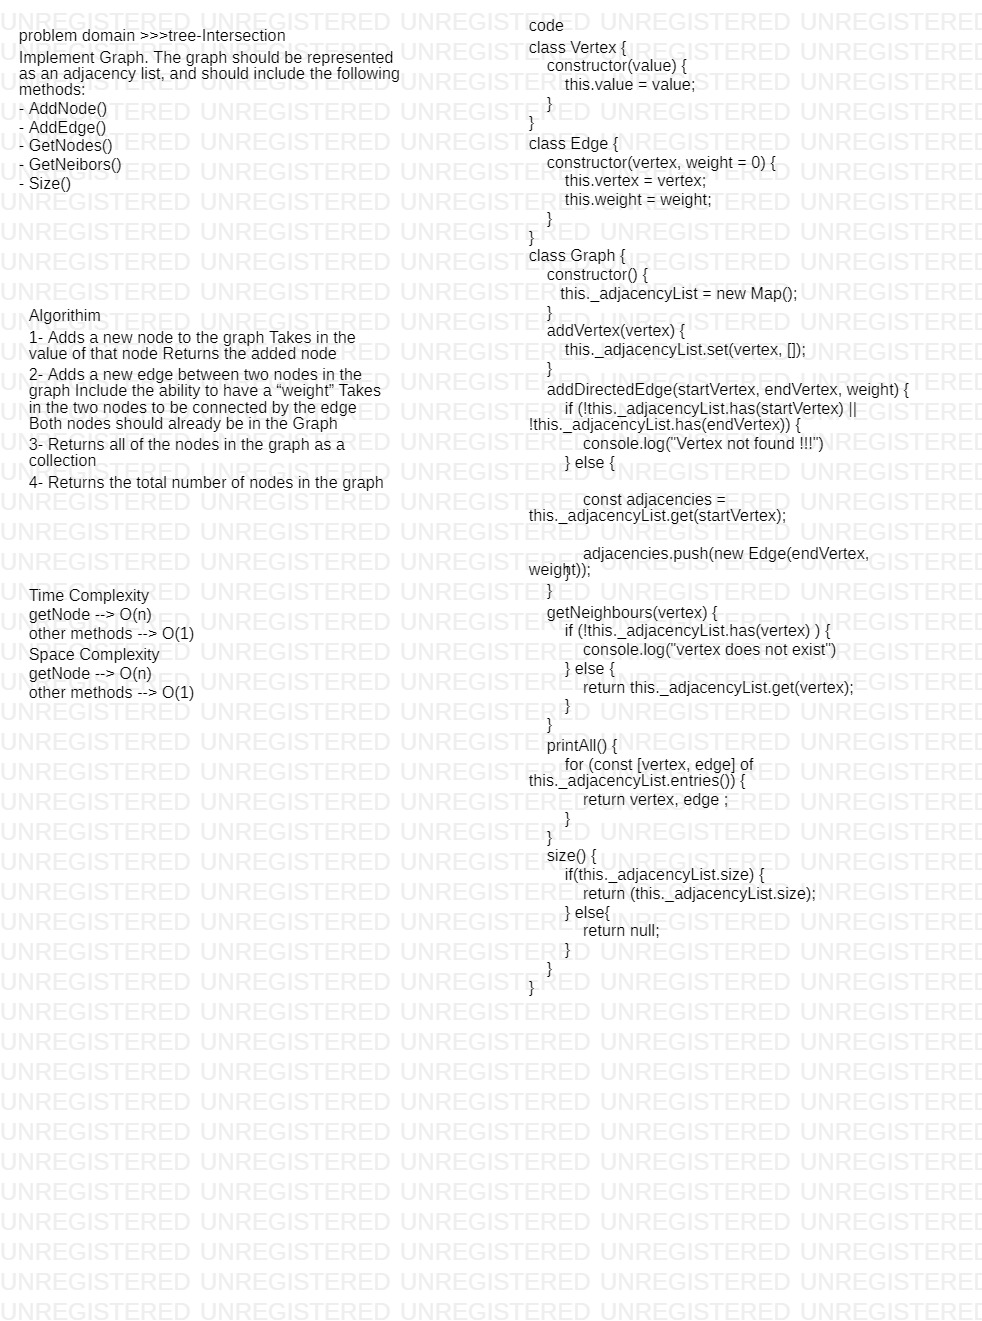 problem domain >>>tree-Intersection
Implement Graph. The graph should be represented
as an adjacency list, and should include the following
methods:
- AddNode()
- AddEdge()
- GetNodes()
- GetNeibors()
- Size()
Algorithim
1- Adds a new node to the graph Takes in the
value of that node Returns the added node
2- Adds a new edge between two nodes in the
graph Include the ability to have a “weight” Takes
in the two nodes to be connected by the edge
Both nodes should already be in the Graph
3- Returns all of the nodes in the graph as a
collection
4- Returns the total number of nodes in the graph
Time Complexity
getNode --> O(n)
other methods --> O(1)
Space Complexity
getNode --> O(n)
other methods --> O(1)
code
class Vertex {
    constructor(value) {
        this.value = value;
    }
}
class Edge {
    constructor(vertex, weight = 0) {
        this.vertex = vertex;
        this.weight = weight;
    }
}
class Graph {
    constructor() {
       this._adjacencyList = new Map();
    }
    addVertex(vertex) {
        this._adjacencyList.set(vertex, []);
    }
    addDirectedEdge(startVertex, endVertex, weight) {
        if (!this._adjacencyList.has(startVertex) ||
!this._adjacencyList.has(endVertex)) {
            console.log("Vertex not found !!!")
        } else {
            const adjacencies =
this._adjacencyList.get(startVertex);
            adjacencies.push(new Edge(endVertex,
weight));
        }
    }
    getNeighbours(vertex) {
        if (!this._adjacencyList.has(vertex) ) {
            console.log("vertex does not exist")
        } else {
            return this._adjacencyList.get(vertex);
        }
    }
    printAll() {
        for (const [vertex, edge] of
this._adjacencyList.entries()) {
            return vertex, edge ;
        }
    }
    size() {
        if(this._adjacencyList.size) {
            return (this._adjacencyList.size);
        } else{
            return null;
        }
    }
}